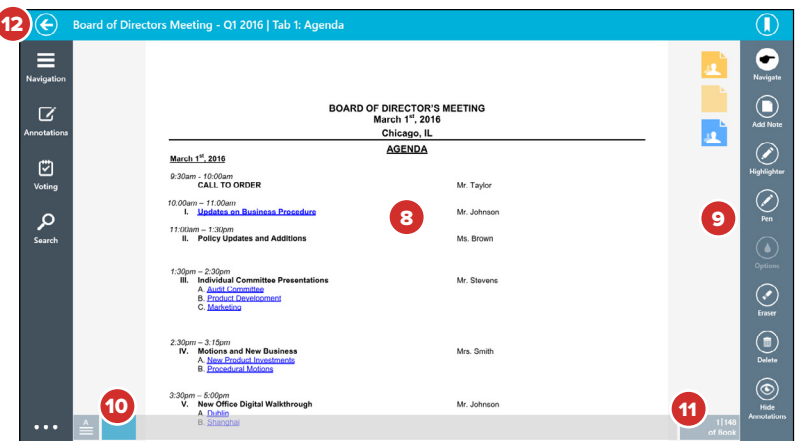 12
Board of Directors Meeting - Q1 2016 | Tab 1: Agenda
Navigation
Annotations
Voting
Search
BOARD OF DIRECTOR'S MEETING
March 1st, 2016
Chicago, IL
AGENDA
March 1st, 2016
9:30am - 10:00am
CALL TO ORDER Mr. Taylor
10:00am – 11:00am
I. Updates on Business Procedure Mr. Johnson
8
11:00am – 1:30pm
II. Policy Updates and Additions Ms. Brown
1:30pm – 2:30pm
III. Individual Committee Presentations Mr. Stevens
A. Audit Committee
B. Product Development
C. Marketing
2:30pm – 3:15pm
IV. Motions and New Business Mrs. Smith
A. New Product Investments
B. Procedural Motions
3:30pm – 5:00pm
V. New Office Digital Walkthrough Mr. Johnson
A. Dublin
B. Shanghai
10
A
11
1|148
of Book
9
Navigate
Add Note
Highlighter
Pen
Options
Eraser
Delete
Hide
Annotations